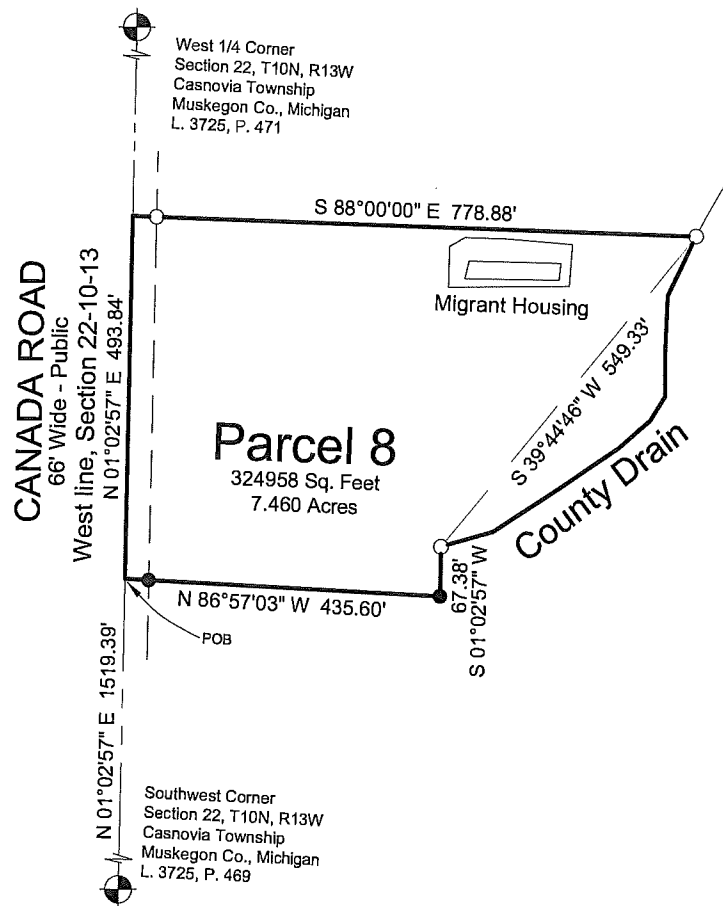 West 1/4 Corner
Section 22, T10N, R13W
Casnovia Township
Muskegon Co., Michigan
L. 3725, P. 471
S 88°00'00" E 778.88'
CANADA ROAD
66' Wide - Public
West line, Section 22-10-13
N 01°02'57" E 493.84'
Migrant Housing
S 39°44'46" W 549.33'
County Drain
Parcel 8
324958 Sq. Feet
7.460 Acres
67.38'
S 01°02'57" W
N 86°57'03" W 435.60'
POB
N 01°02'57" E 1519.39'
Southwest Corner
Section 22, T10N, R13W
Casnovia Township
Muskegon Co., Michigan
L. 3725, P. 469